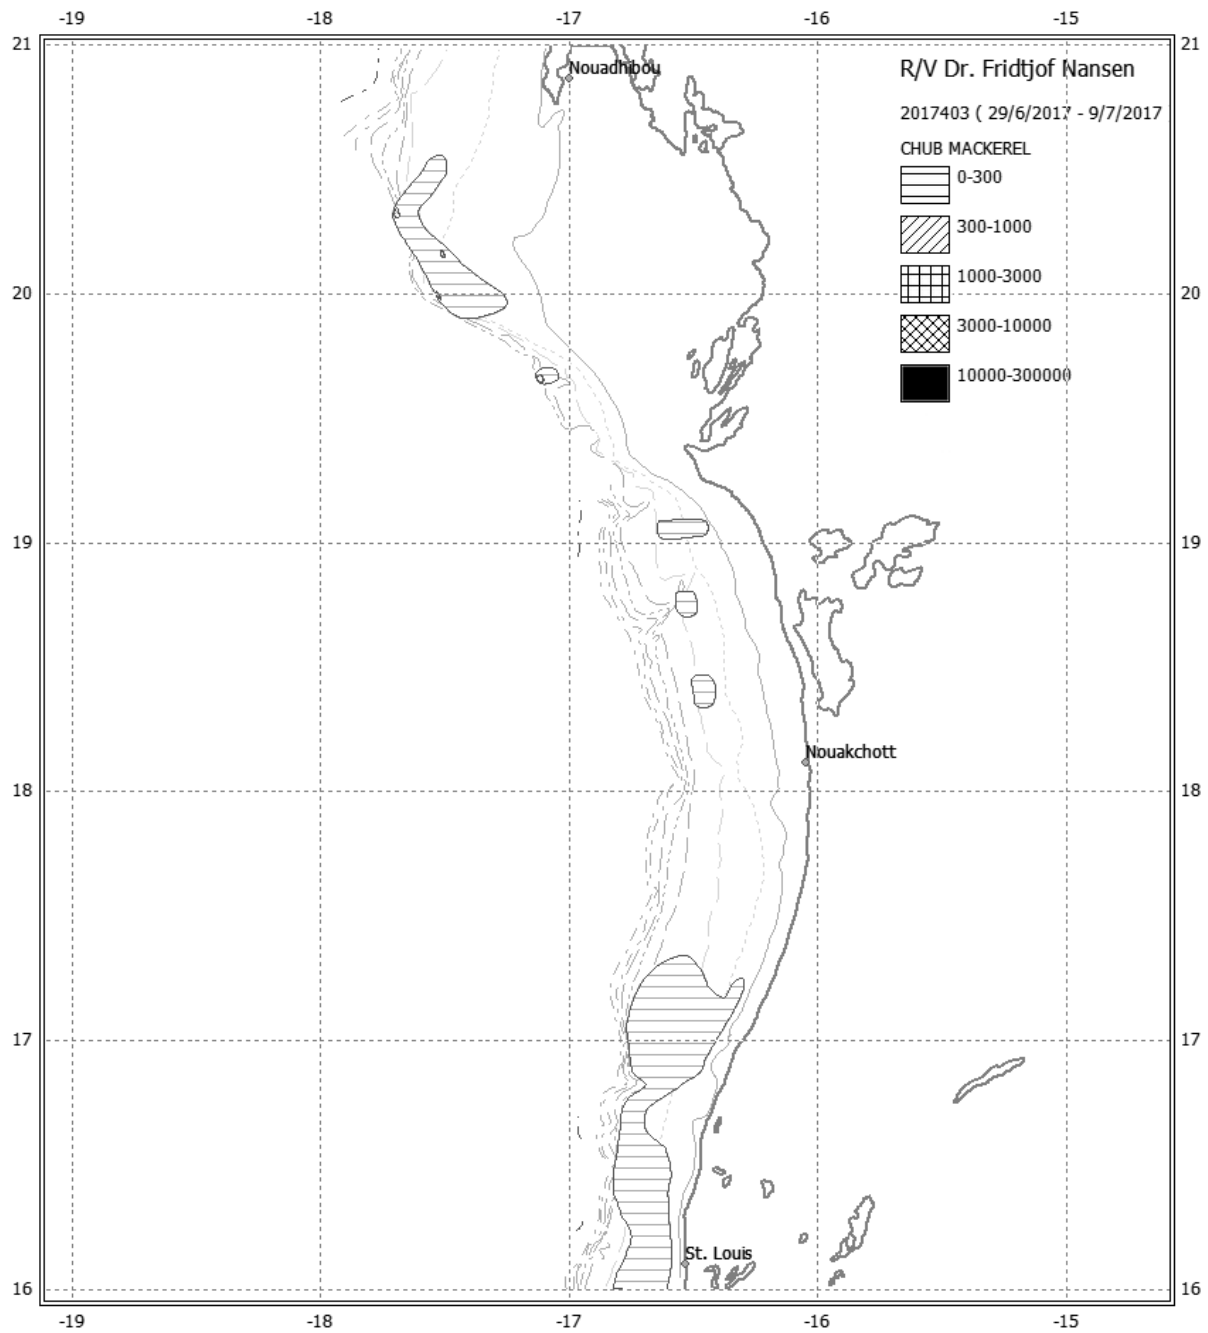 -19 -18 -17 -16 -15
21 21
Nouadhibou
R/V Dr. Fridtjof Nansen
2017403 ( 29/6/2017 - 9/7/2017
CHUB MACKEREL
0-300
300-1000
1000-3000
20 20
3000-10000
10000-300000
19 19
Nouakchott
18 18
17 17
St. Louis
16 16
-19 -18 -17 -16 -15